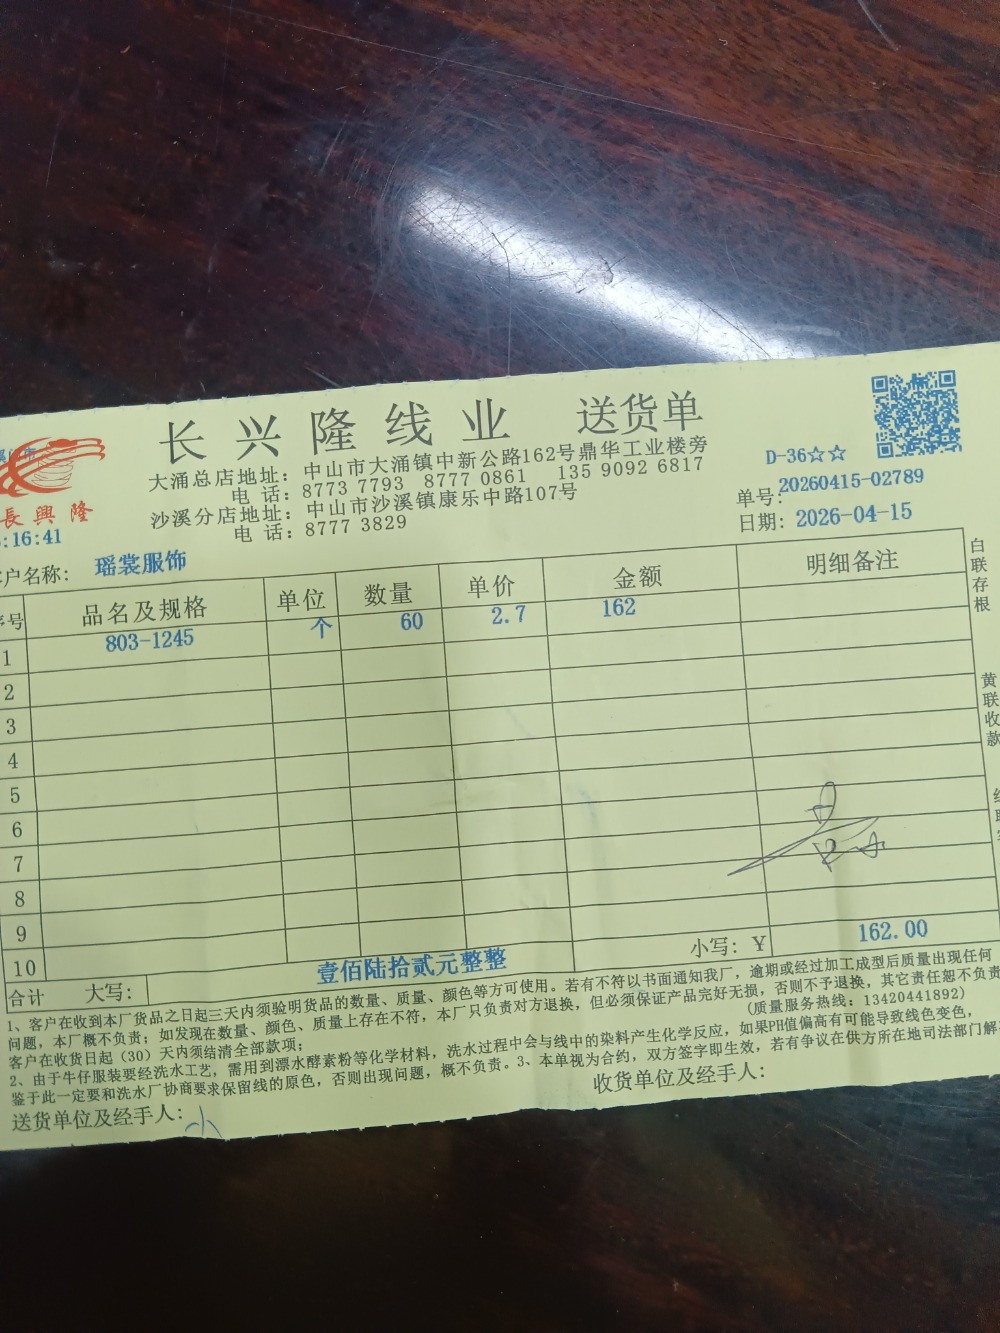 长兴隆线业 送货单
大涌总店地址：中山市大涌镇中新公路162号鼎华工业楼旁
电 话：8773 7793 8777 0861 135 9092 6817
沙溪分店地址：中山市沙溪镇康乐中路107号
电 话：8777 3829
長興隆
:16:41
D-36☆☆
单号：20260415-02789
日期：2026-04-15
户名称：瑶裳服饰
序号 品名及规格 单位 数量 单价 金额 明细备注
1 803-1245 个 60 2.7 162
2
3
4
5
6
7
8
9
10
合计 大写：壹佰陆拾贰元整整 小写：¥ 162.00
1、客户在收到本厂货品之日起三天内须验明货品的数量、质量、颜色等方可使用。若有不符以书面通知我厂，逾期或经过加工成型后质量出现任何
问题，本厂概不负责；如发现在数量、颜色、质量上存在不符，本厂只负责对方退换，但必须保证产品完好无损，否则不予退换，其它责任恕不负责
客户在收货日起（30）天内须结清全部款项；
(质量服务热线：13420441892)
2、由于牛仔服装要经洗水工艺，需用到漂水酵素粉等化学材料，洗水过程中会与线中的染料产生化学反应，如果PH值偏高有可能导致线色变色，
鉴于此一定要和洗水厂协商要求保留线的原色，否则出现问题，概不负责。3、本单视为合约，双方签字即生效，若有争议在供方所在地司法部门解
送货单位及经手人：小
收货单位及经手人：
白联存根
黄联收款